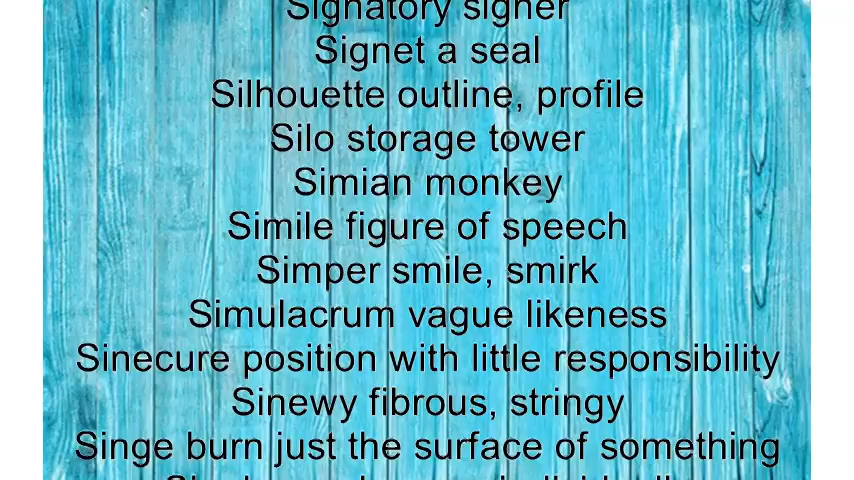 Signatory signer
Signet a seal
Silhouette outline, profile
Silo storage tower
Simian monkey
Simile figure of speech
Simper smile, smirk
Simulacrum vague likeness
Sinecure position with little responsibility
Sinewy fibrous, stringy
Singe burn just the surface of something